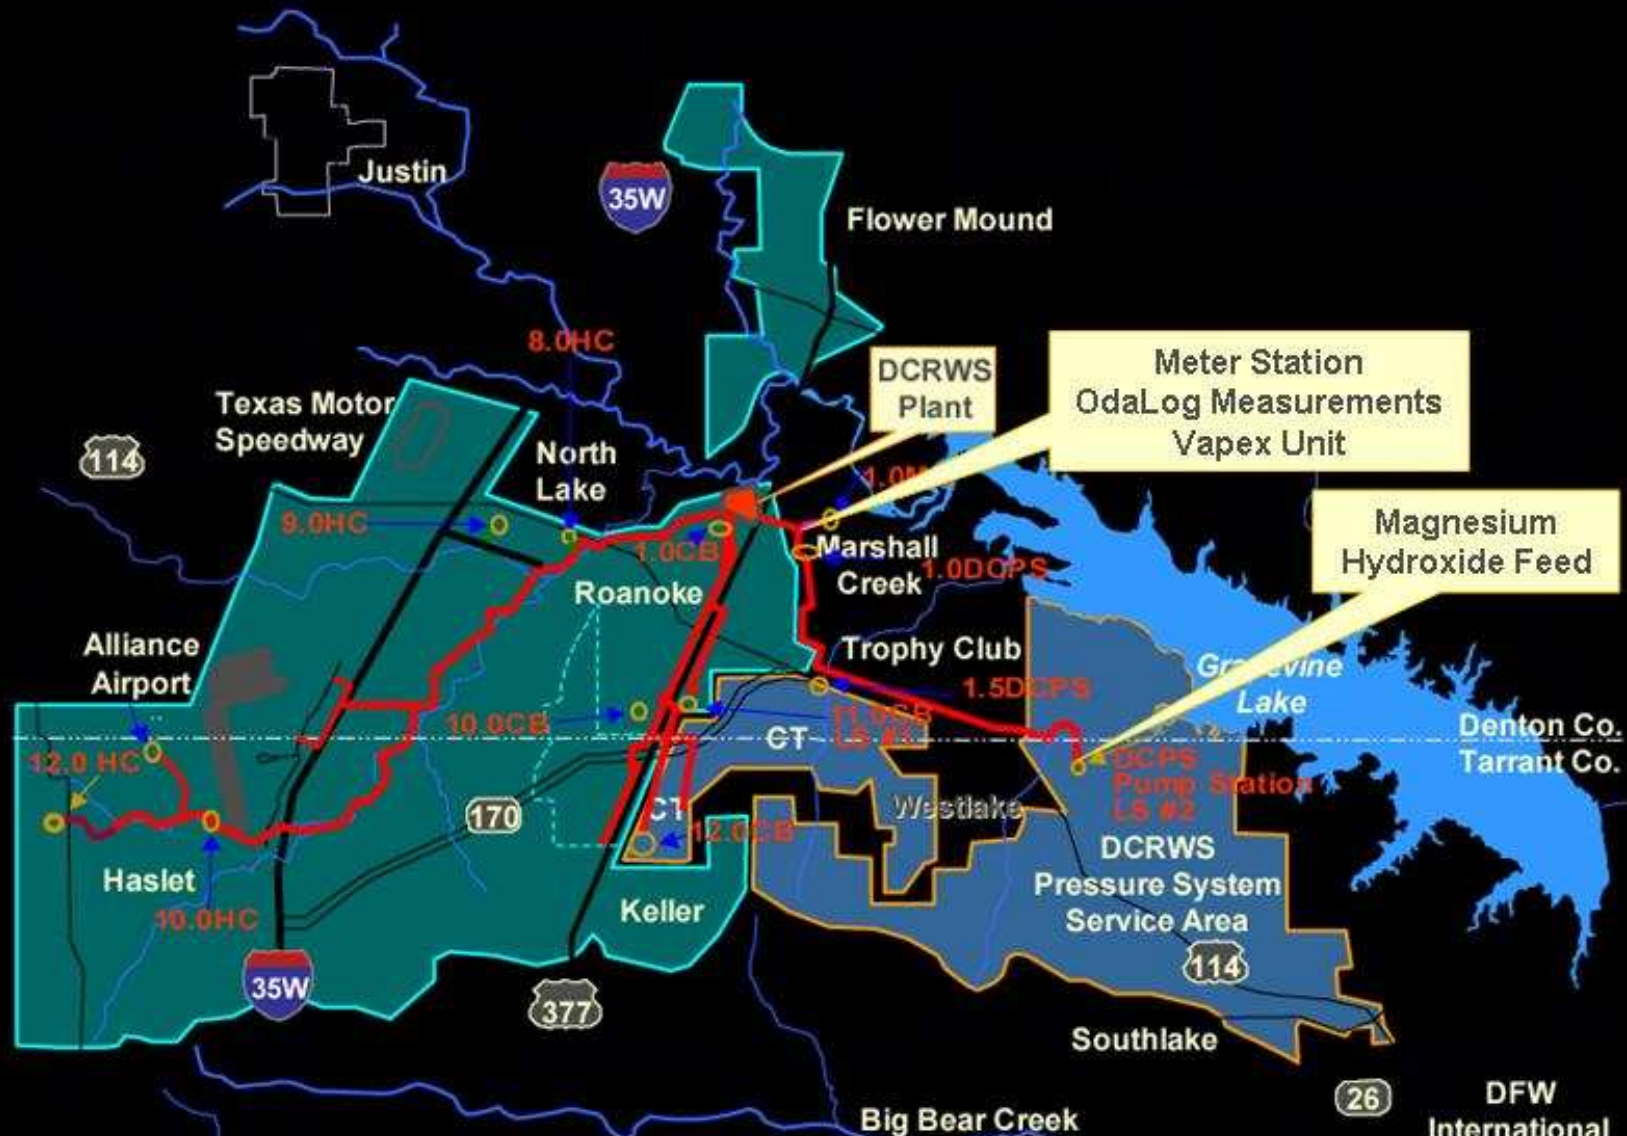 Justin
35W
Flower Mound
8.0HC
DCRWS
Plant
Meter Station
OdaLog Measurements
Vapex Unit
Texas Motor
Speedway
114
North
Lake
9.0HC
1.0CB
Marshall
Creek
1.0DCPS
Magnesium
Hydroxide Feed
Roanoke
Alliance
Airport
Trophy Club
1.5DCPS
Lake
10.0CB
CT
Denton Co.
Tarrant Co.
12.0 HC
DCPS
Pump Station
LS #2
170
CT
Westlake
12.0CB
Haslet
10.0HC
Keller
DCRWS
Pressure System
Service Area
114
35W
377
Southlake
26
DFW
International
Big Bear Creek